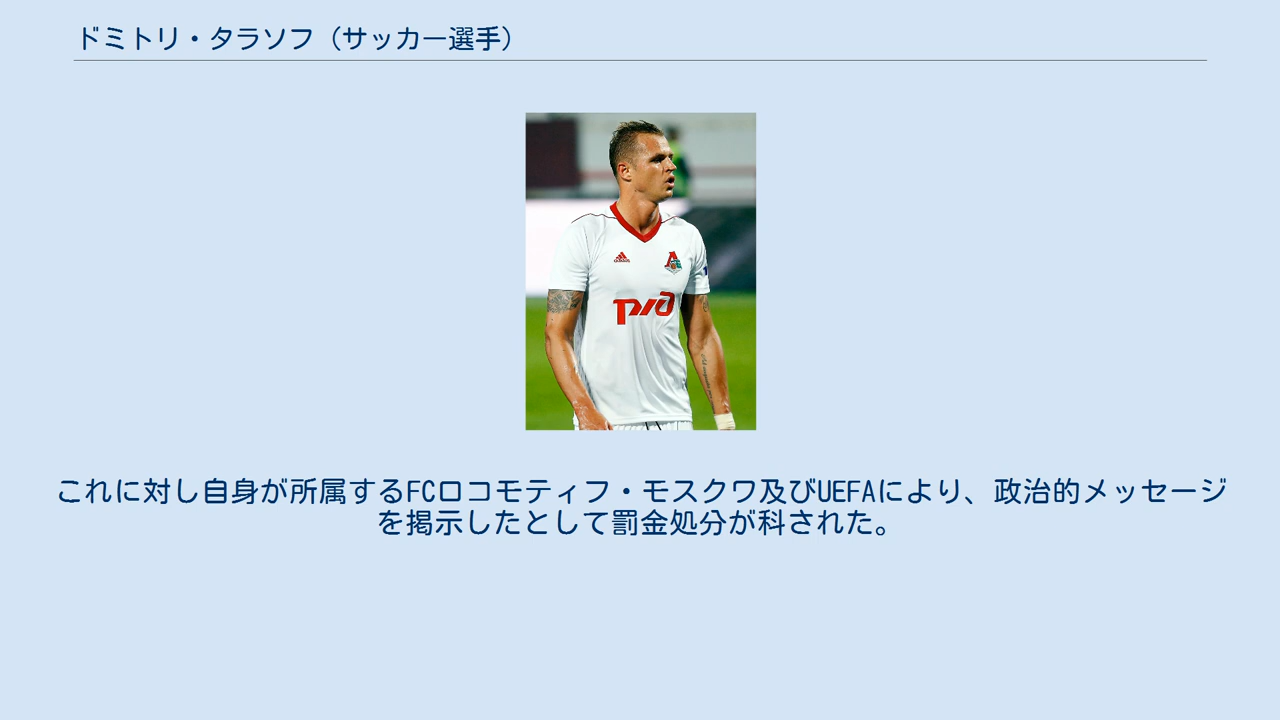 ドミトリ・タラソフ（サッカー選手）
adidas
ржд
これに対し自身が所属するFCロコモティフ・モスクワ及びUEFAにより、政治的メッセージ
を掲示したとして罰金処分が科された。